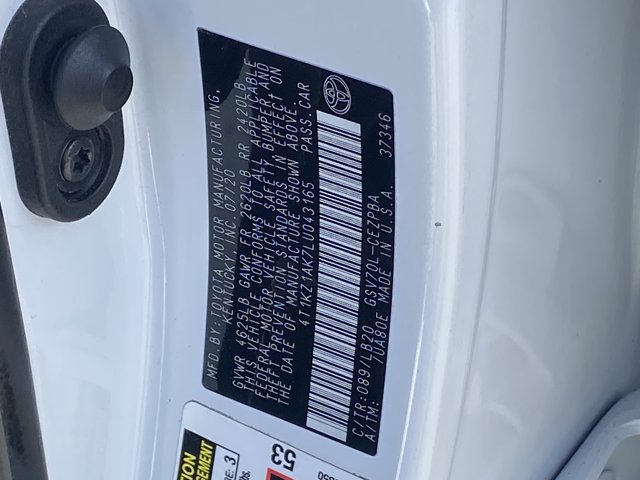 MFD BY:TOYOTA MOTOR MANUFACTURING,
KENTUCKY INC. 07/20
GVWR 4625LB GAWR FR 2620LB RR 2420LB
THIS VEHICLE CONFORMS TO ALL APPLICABLE
FEDERAL MOTOR VEHICLE SAFETY, BUMPER AND
THEFT PREVENTION STANDARDS IN EFFECT ON
THE DATE OF MANUFACTURE SHOWN ABOVE.
4T1KZ1AK7LU043165 PASS.CAR
C/TR:089/LB20 GSV70L-CEZPBA
A/TM: UA80E MADE IN U.S.A. 37346
53